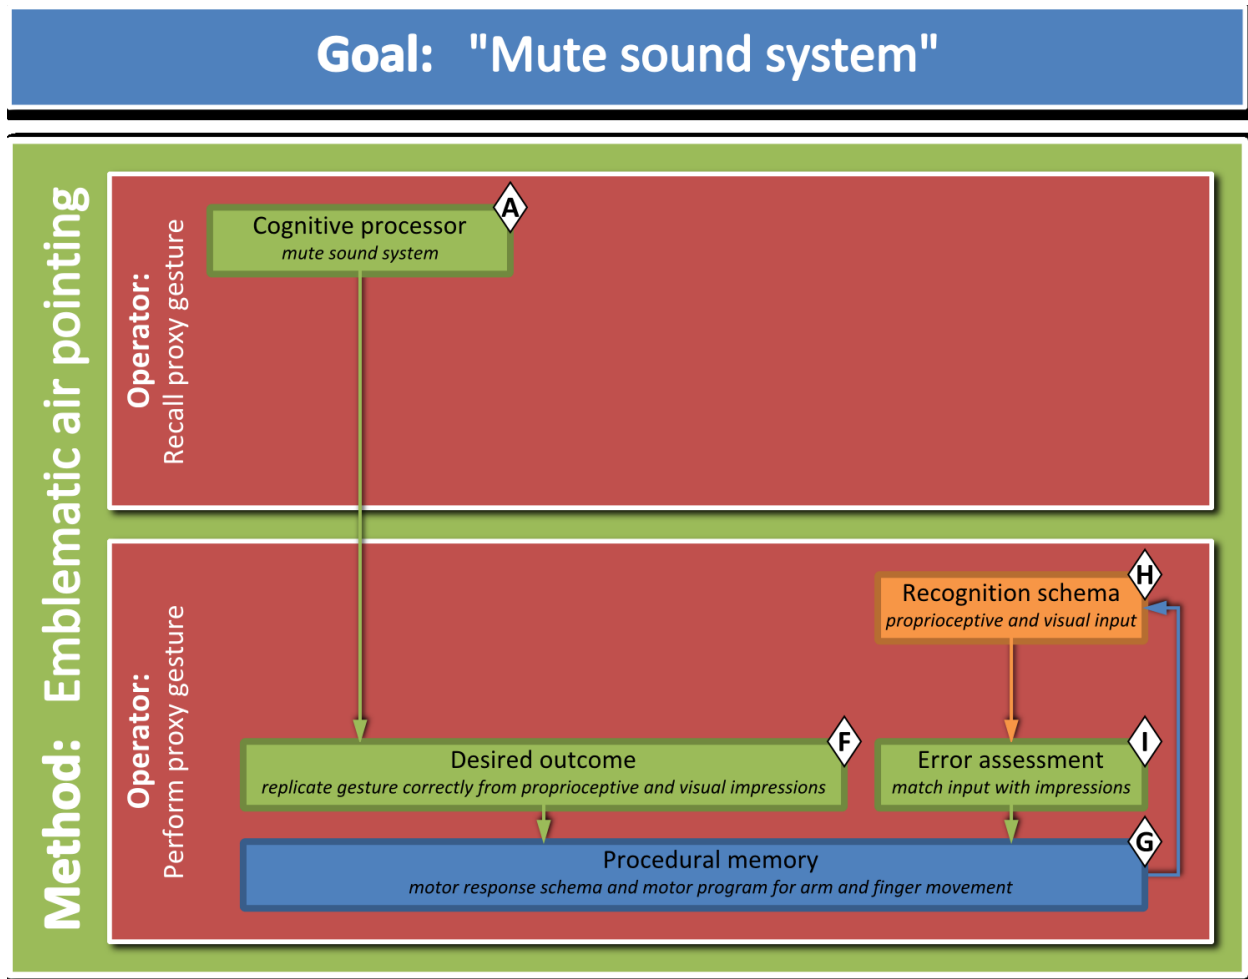 Goal: "Mute sound system"
Method: Emblematic air pointing
Operator:
Recall proxy gesture
A
Cognitive processor
mute sound system
Operator:
Perform proxy gesture
H
Recognition schema
proprioceptive and visual input
F
Desired outcome
replicate gesture correctly from proprioceptive and visual impressions
I
Error assessment
match input with impressions
G
Procedural memory
motor response schema and motor program for arm and finger movement